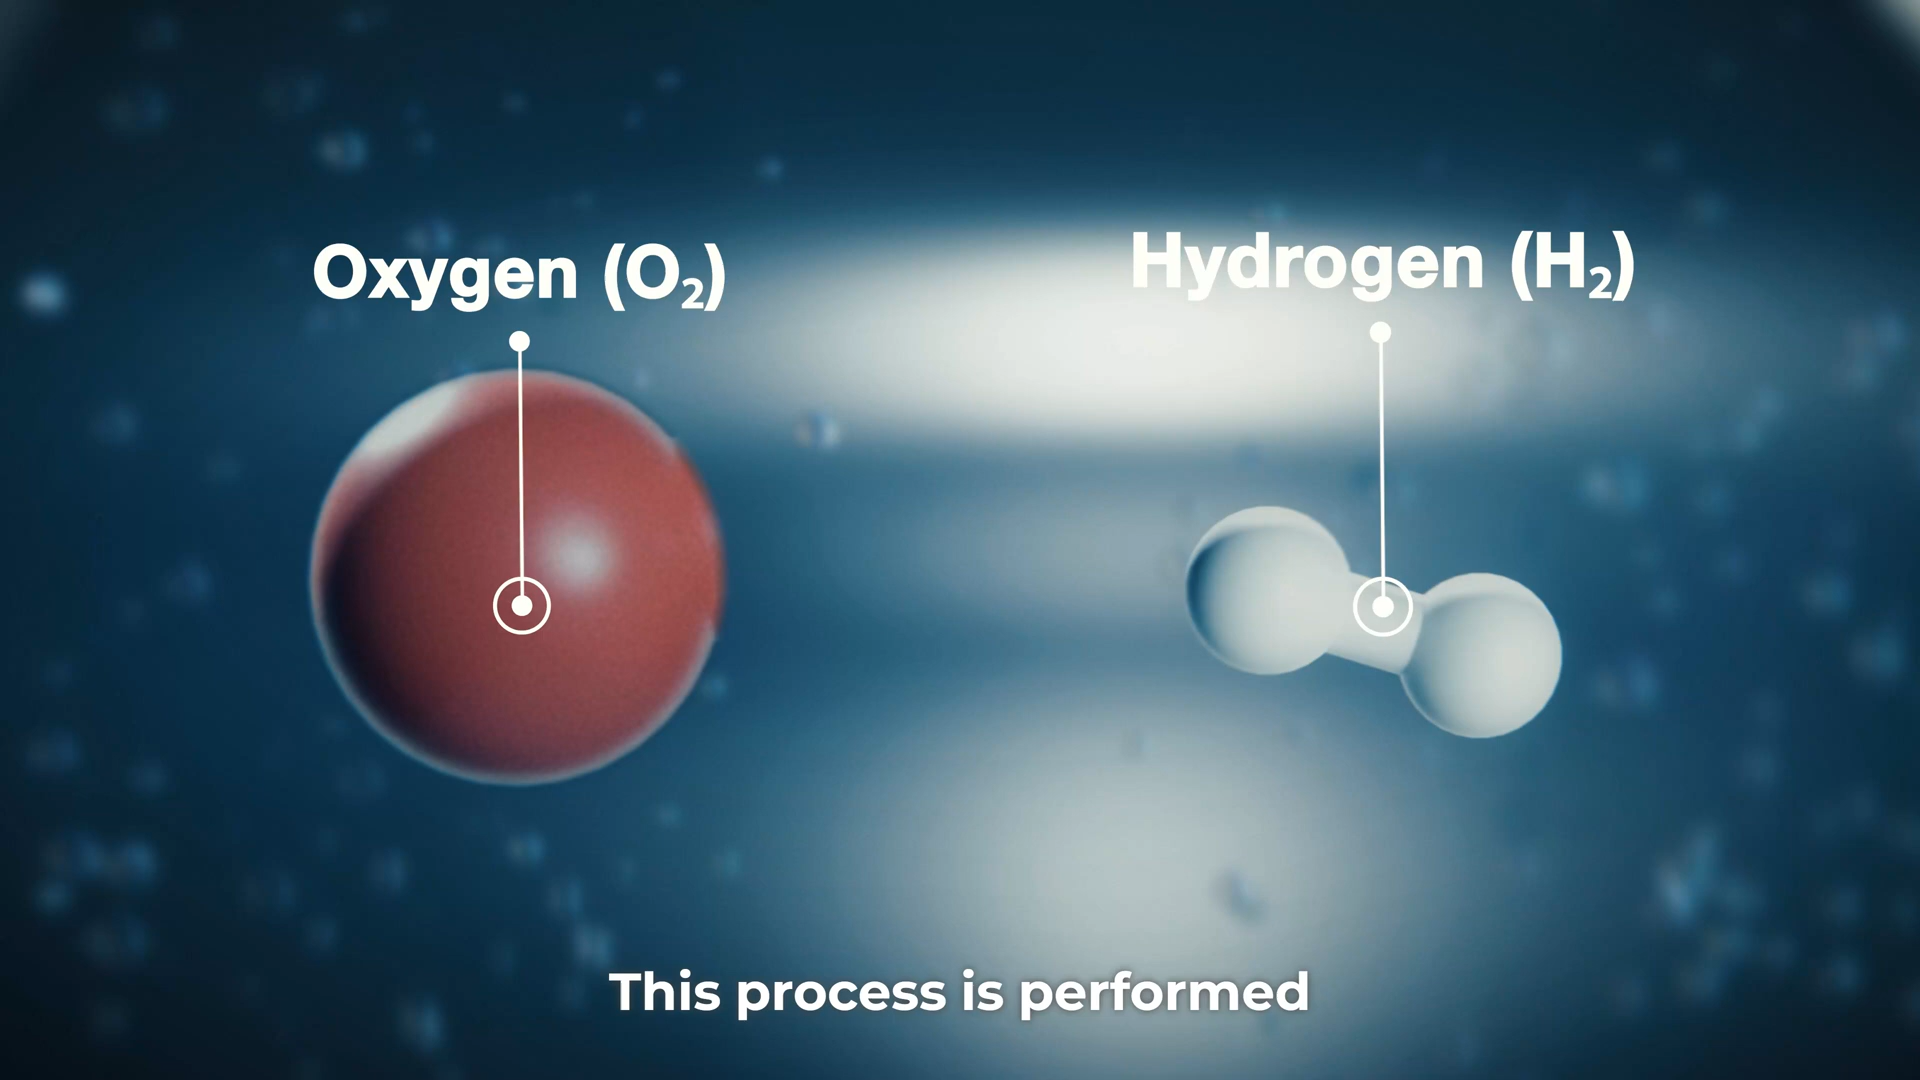 Oxygen (O₂)
Hydrogen (H₂)
This process is performed